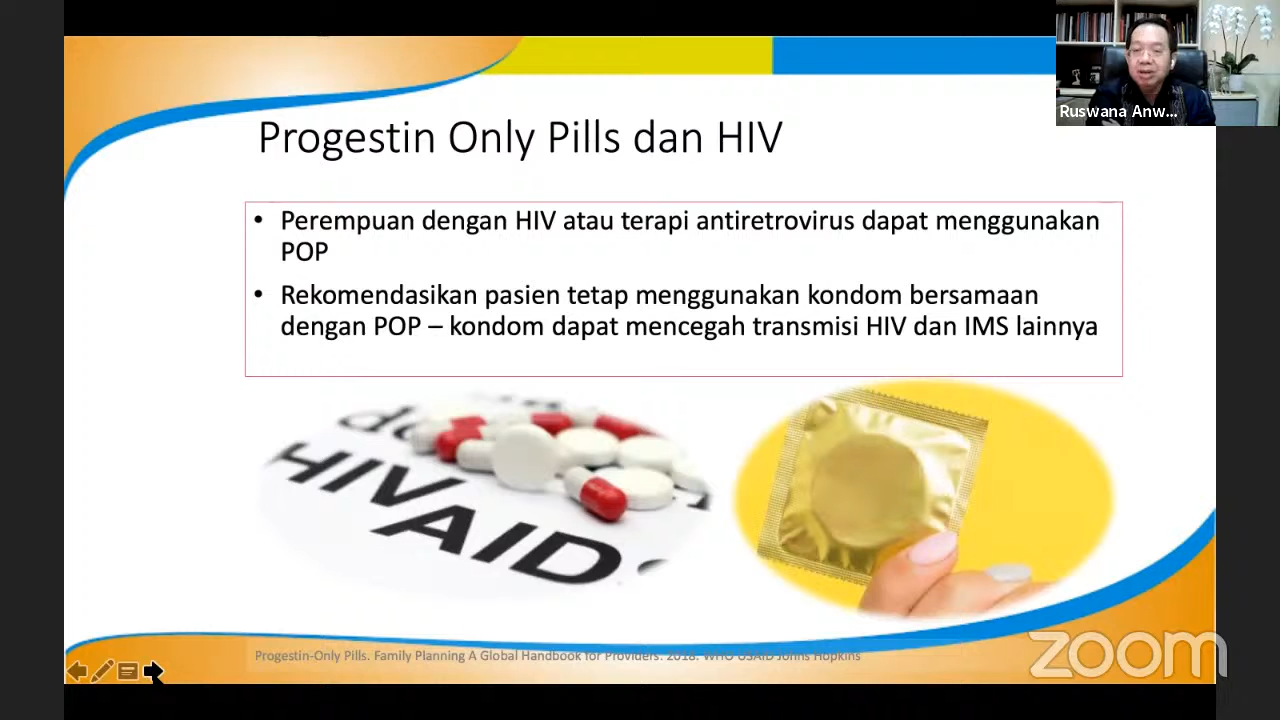 Ruswana Anw...
Progestin Only Pills dan HIV
• Perempuan dengan HIV atau terapi antiretrovirus dapat menggunakan
POP
• Rekomendasikan pasien tetap menggunakan kondom bersamaan
dengan POP – kondom dapat mencegah transmisi HIV dan IMS lainnya
HIV
AIDS
Progestin-Only Pills. Family Planning A Global Handbook for Providers. 2018. WHO USAID Johns Hopkins
zoom